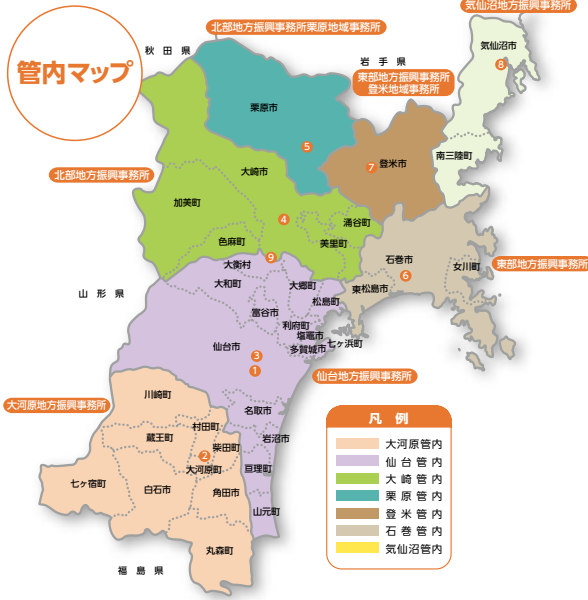 気仙沼地方振興事務所
北部地方振興事務所栗原地域事務所
管内マップ
秋田県
岩手県
気仙沼市
8
東部地方振興事務所
登米地域事務所
栗原市
5
登米市
7
南三陸町
大崎市
北部地方振興事務所
加美町
4
涌谷町
色麻町
美里町
9
石巻市
6
女川町
東部地方振興事務所
大衡村
大和町
大郷町
東松島市
松島町
山形県
富谷市
利府町
塩竈市
七ヶ浜町
多賀城市
仙台市
3
1
仙台地方振興事務所
川崎町
大河原地方振興事務所
名取市
村田町
蔵王町
柴田町
岩沼市
2
大河原町
亘理町
七ヶ宿町
白石市
角田市
山元町
丸森町
福島県
凡例
大河原管内
仙台管内
大崎管内
栗原管内
登米管内
石巻管内
気仙沼管内